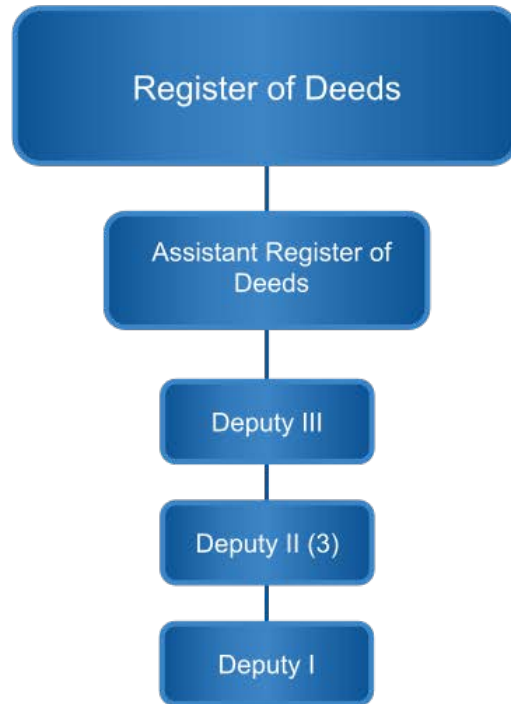 Register of Deeds
Assistant Register of
Deeds
Deputy III
Deputy II (3)
Deputy I